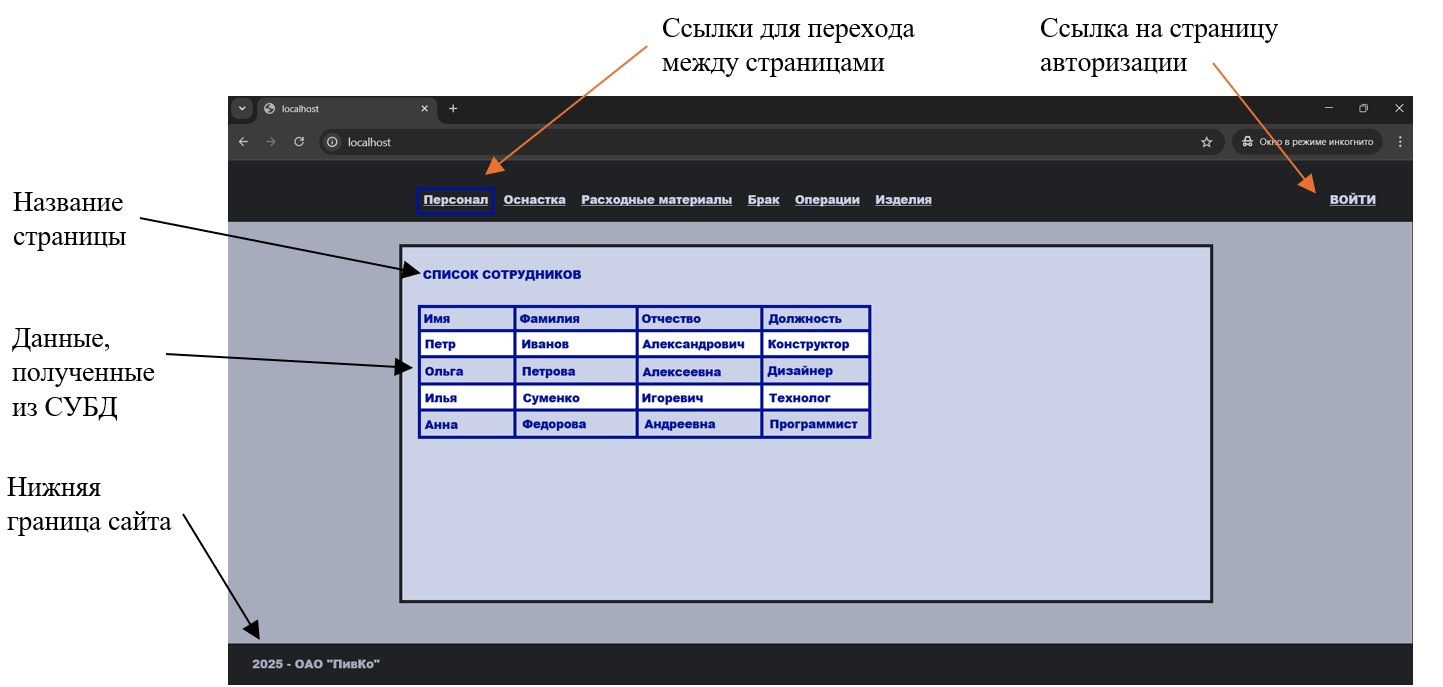 Ссылки для перехода
между страницами
Ссылка на страницу
авторизации
localhost
localhost
Окно в режиме инкогнито
Персонал Оснастка Расходные материалы Брак Операции Изделия ВОЙТИ
Название
страницы
СПИСОК СОТРУДНИКОВ
Имя Фамилия Отчество Должность
Петр Иванов Александрович Конструктор
Ольга Петрова Алексеевна Дизайнер
Илья Суменко Игоревич Технолог
Анна Федорова Андреевна Программист
Данные,
полученные
из СУБД
Нижняя
граница сайта
2025 - ОАО "ПивКо"